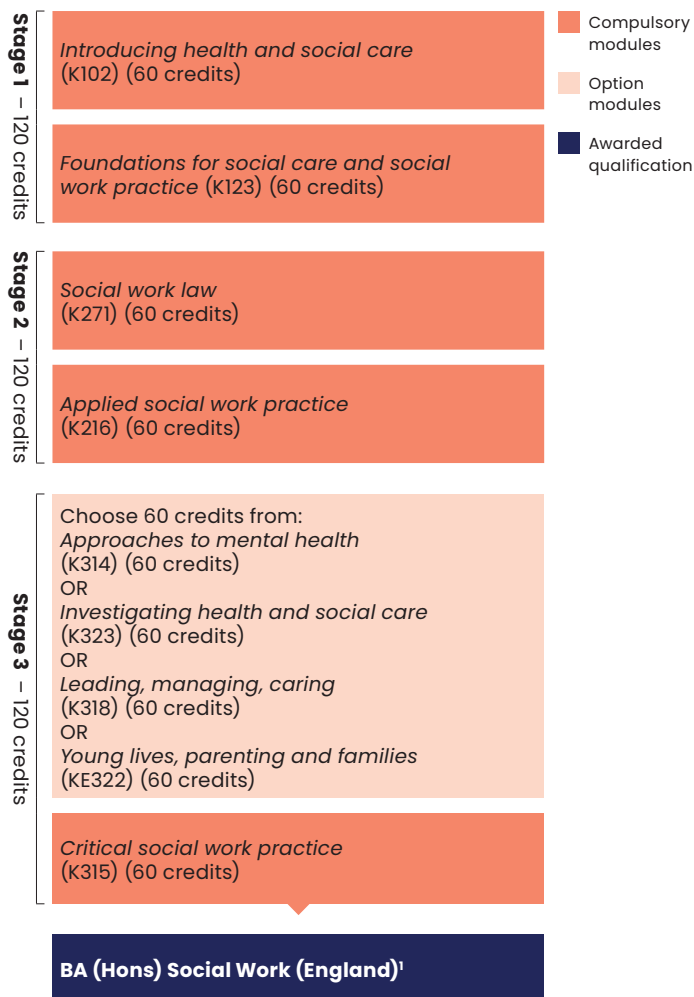 Stage 1 – 120 credits
Introducing health and social care
(K102) (60 credits)
Foundations for social care and social
work practice (K123) (60 credits)
Compulsory
modules
Option
modules
Awarded
qualification
Stage 2 – 120 credits
Social work law
(K271) (60 credits)
Applied social work practice
(K216) (60 credits)
Stage 3 – 120 credits
Choose 60 credits from:
Approaches to mental health
(K314) (60 credits)
OR
Investigating health and social care
(K323) (60 credits)
OR
Leading, managing, caring
(K318) (60 credits)
OR
Young lives, parenting and families
(KE322) (60 credits)
Critical social work practice
(K315) (60 credits)
BA (Hons) Social Work (England)¹